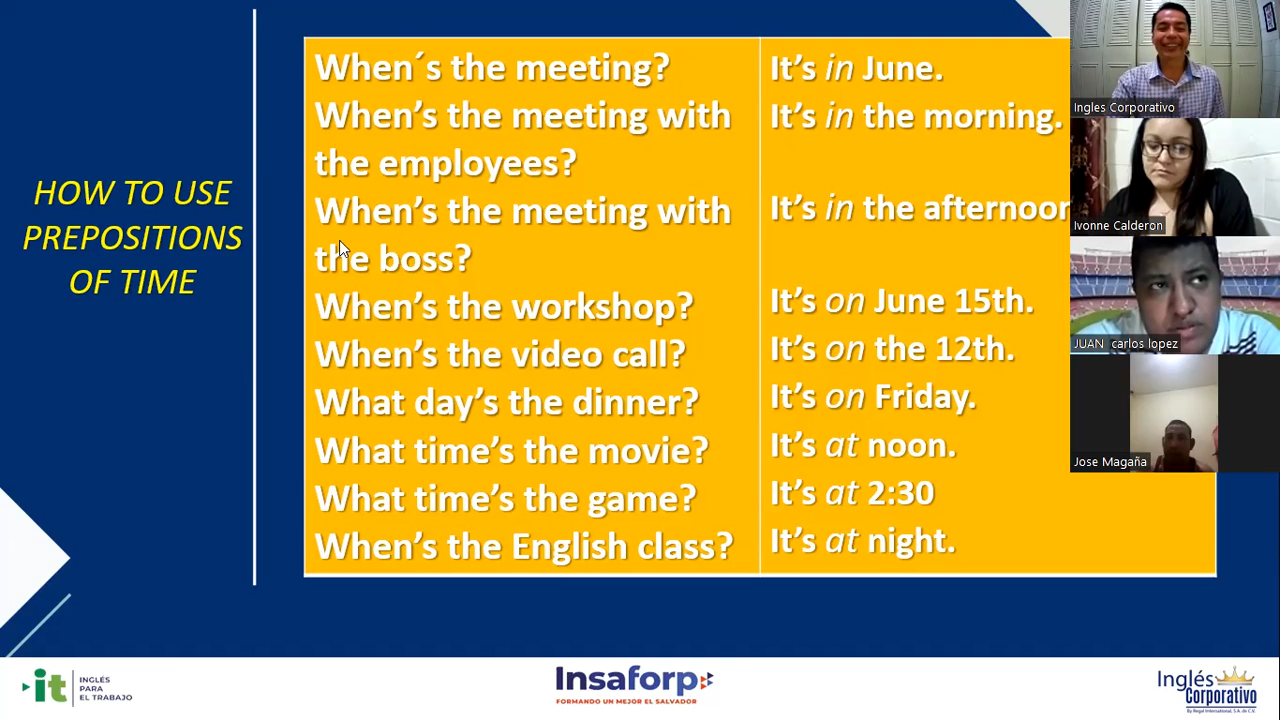 HOW TO USE
PREPOSITIONS
OF TIME
When´s the meeting?
When’s the meeting with
the employees?
When’s the meeting with
the boss?
When’s the workshop?
When’s the video call?
What day’s the dinner?
What time’s the movie?
What time’s the game?
When’s the English class?
It’s in June.
It’s in the morning.
It’s in the afternoon
It’s on June 15th.
It’s on the 12th.
It’s on Friday.
It’s at noon.
It’s at 2:30
It’s at night.
Ingles Corporativo
Ivonne Calderon
JUAN carlos lopez
Jose Magaña
it
INGLÉS
PARA
EL TRABAJO
Insaforp
FORMANDO UN MEJOR EL SALVADOR
Inglés
Corporativo
By Regal International, S.A. de C.V.